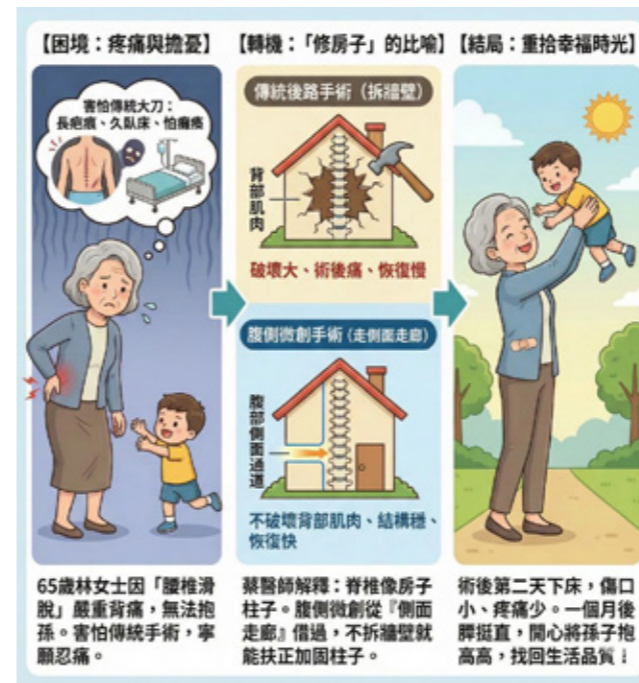 【困境：疼痛與擔憂】
害怕傳統大刀：
長疤痕、久臥床、怕癱瘓
65歲林女士因「腰椎滑
脫」嚴重背痛，無法抱
孫。害怕傳統手術，寧
願忍痛。
【轉機：「修房子」的比喻】
傳統後路手術（拆牆壁）
背部肌肉
破壞大、術後痛、恢復慢
腹側微創手術（走側面走廊）
腹部側面通道
不破壞背部肌肉、結構穩、
恢復快
蔡醫師解釋：脊椎像房子
柱子。腹側微創從『側面
走廊』借過，不拆牆壁就
能扶正加固柱子。
【結局：重拾幸福時光】
術後第二天下床，傷口
小、疼痛少。一個月後
挺直，開心將孫子抱
高高，找回生活品質！